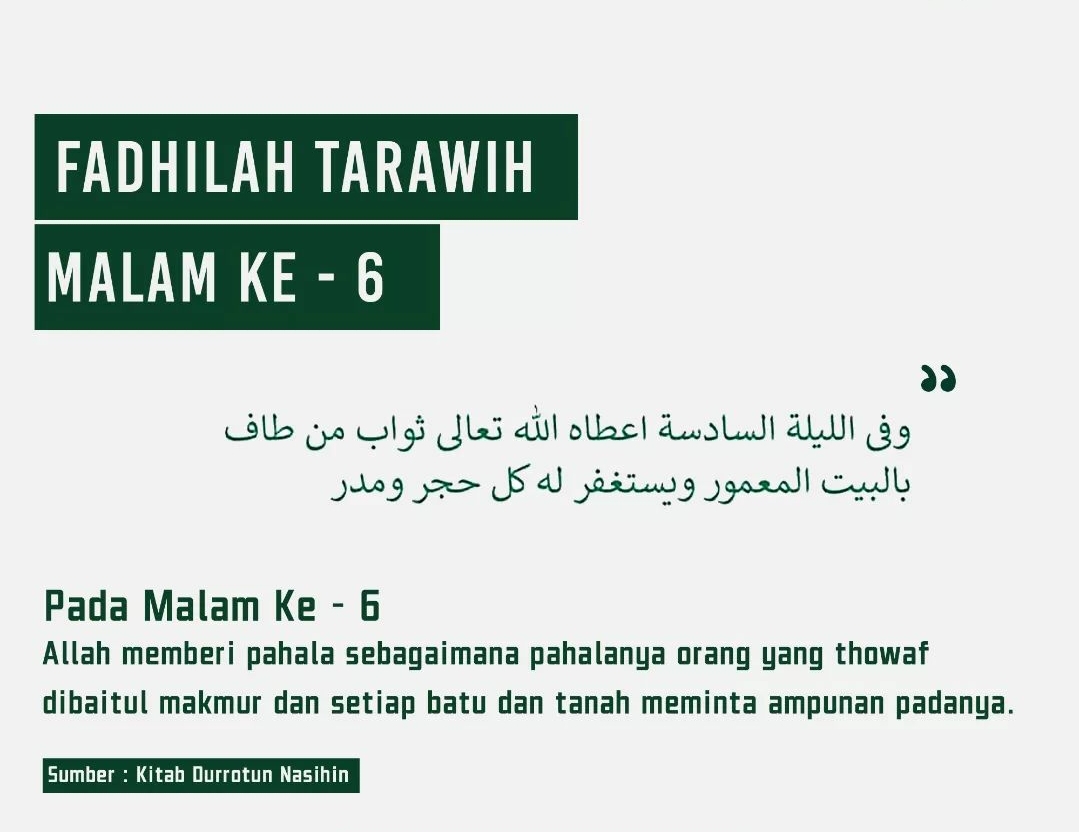 FADHILAH TARAWIH
MALAM KE - 6
”
وفى الليلة السادسة اعطاه الله تعالى ثواب من طاف
بالبيت المعمور ويستغفر له كل حجر ومدر
Pada Malam Ke - 6
Allah memberi pahala sebagaimana pahalanya orang yang thowaf
dibaitul makmur dan setiap batu dan tanah meminta ampunan padanya.
Sumber : Kitab Durrotun Nasihin